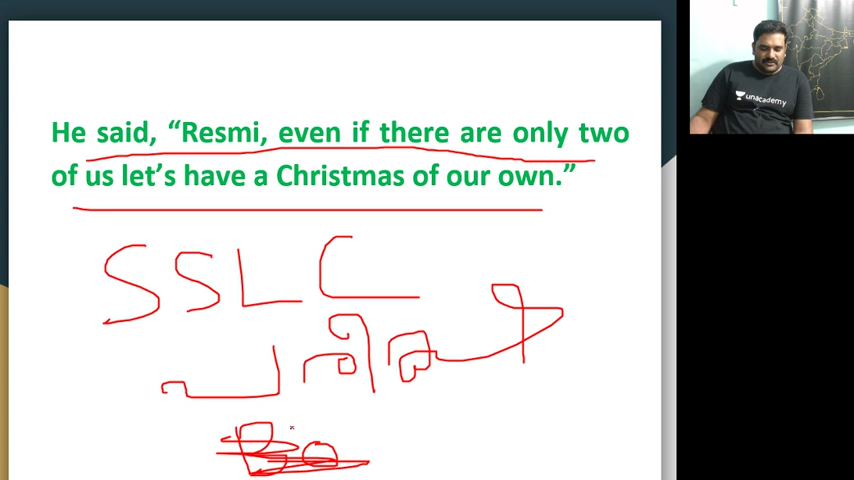 He said, “Resmi, even if there are only two
of us let’s have a Christmas of our own.”
SSLC
unacademy